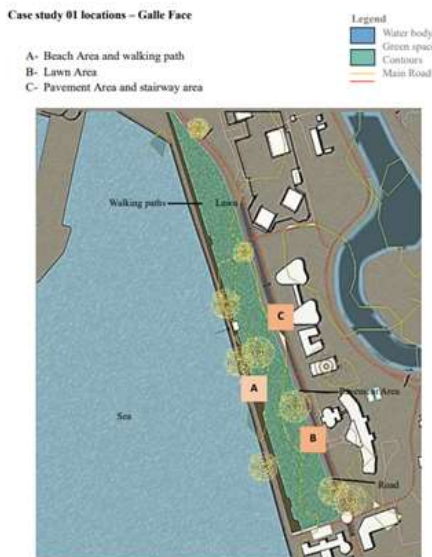 Case study 01 locations – Galle Face
A- Beach Area and walking path
B- Lawn Area
C- Pavement Area and stairway area
Legend
Water body
Green space
Contours
Main Road
Walking paths
Lawn
C
A
Pavement Area
Sea
B
Road